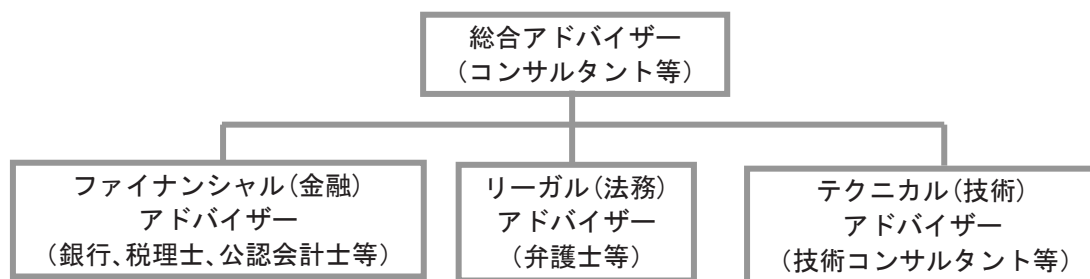 総合アドバイザー
（コンサルタント等）
ファイナンシャル（金融）
アドバイザー
（銀行、税理士、公認会計士等）
リーガル（法務）
アドバイザー
（弁護士等）
テクニカル（技術）
アドバイザー
（技術コンサルタント等）